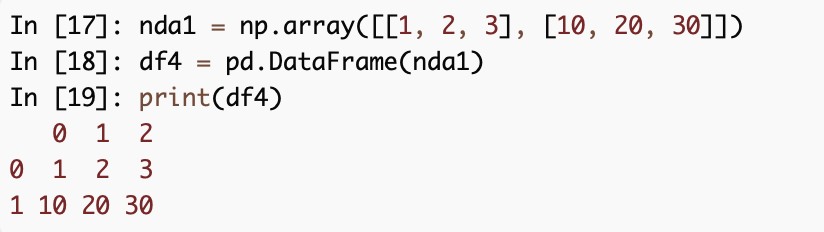 In [17]: nda1 = np.array([[1, 2, 3], [10, 20, 30]])
In [18]: df4 = pd.DataFrame(nda1)
In [19]: print(df4)
   0  1  2
0  1  2  3
1 10 20 30